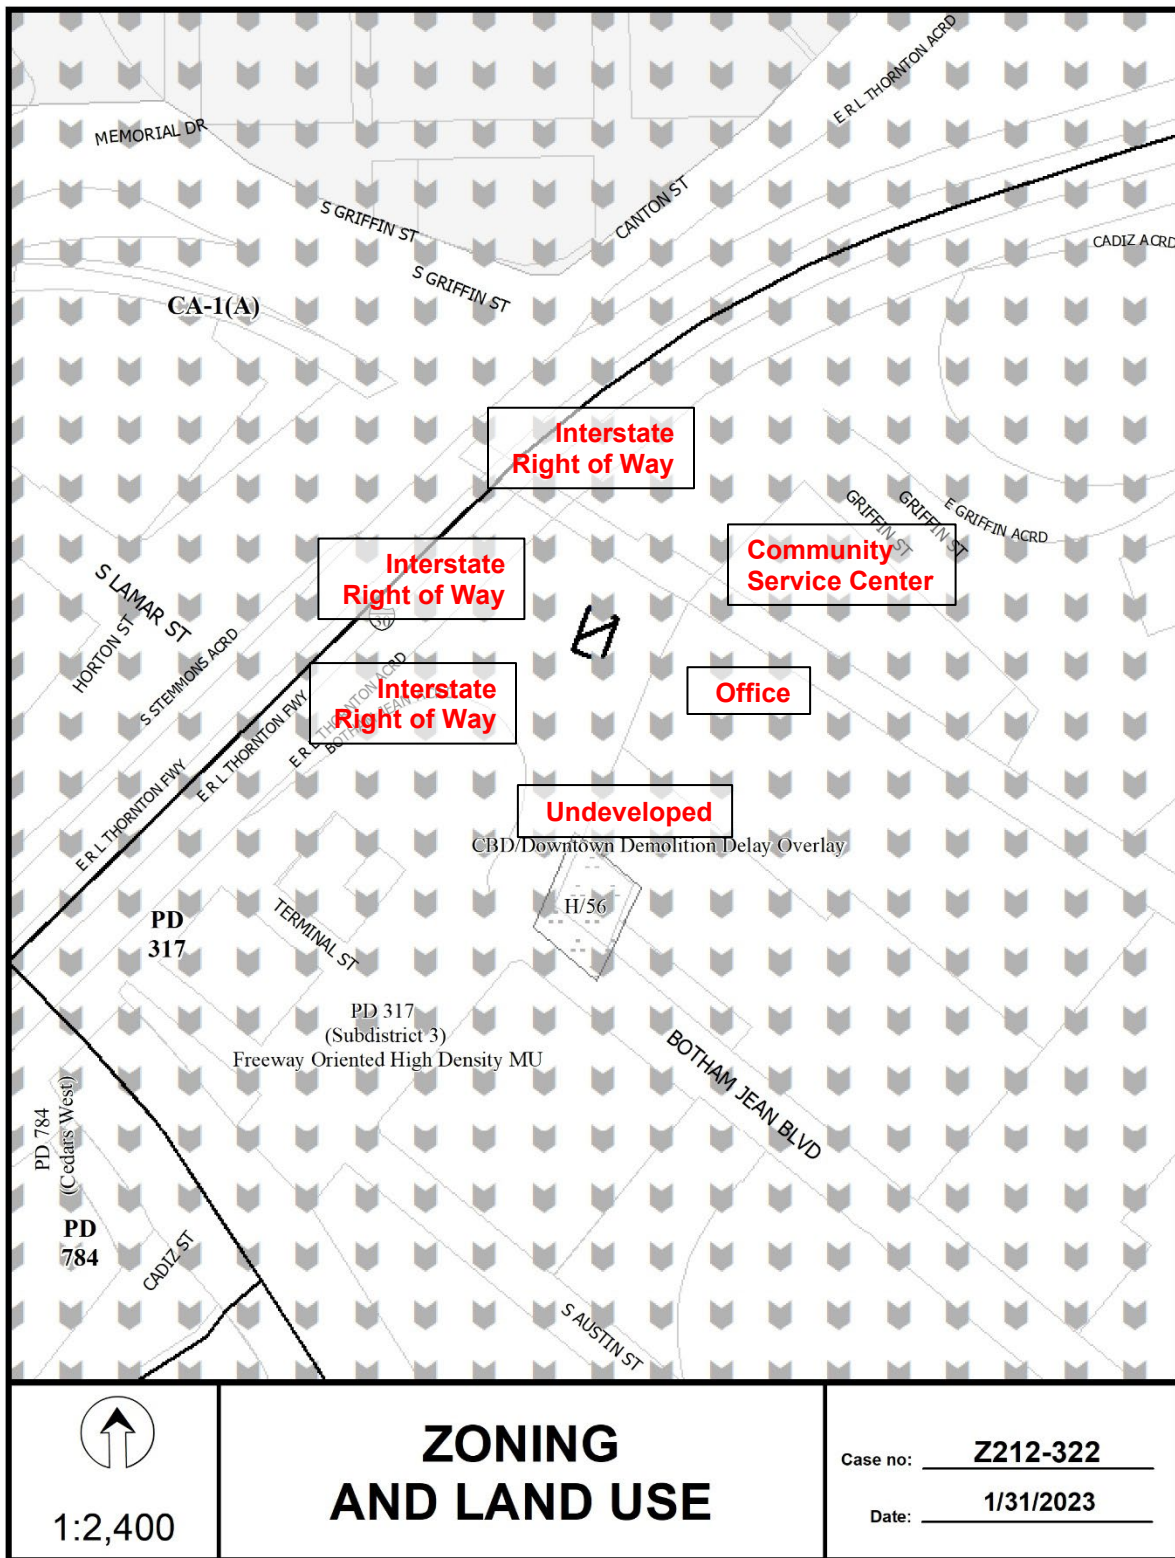 E R L THORNTON ACRD
MEMORIAL DR
S GRIFFIN ST
CANTON ST
CADIZ ACRD
S GRIFFIN ST
CA-1(A)
Interstate
Right of Way
GRIFFIN ST
GRIFFIN ST
E GRIFFIN ACRD
Community
Service Center
Interstate
Right of Way
S LAMAR ST
HORTON ST
S STEMMONS ACRD
Interstate
Right of Way
Office
E R L THORNTON ACRD
E R L THORNTON FWY
E R L THORNTON FWY
Undeveloped
CBD/Downtown Demolition Delay Overlay
H/56
PD
317
TERMINAL ST
PD 317
(Subdistrict 3)
Freeway Oriented High Density MU
BOTHAM JEAN BLVD
PD 784
(Cedars West)
PD
784
CADIZ ST
S AUSTIN ST
1:2,400
ZONING
AND LAND USE
Case no: Z212-322
Date: 1/31/2023